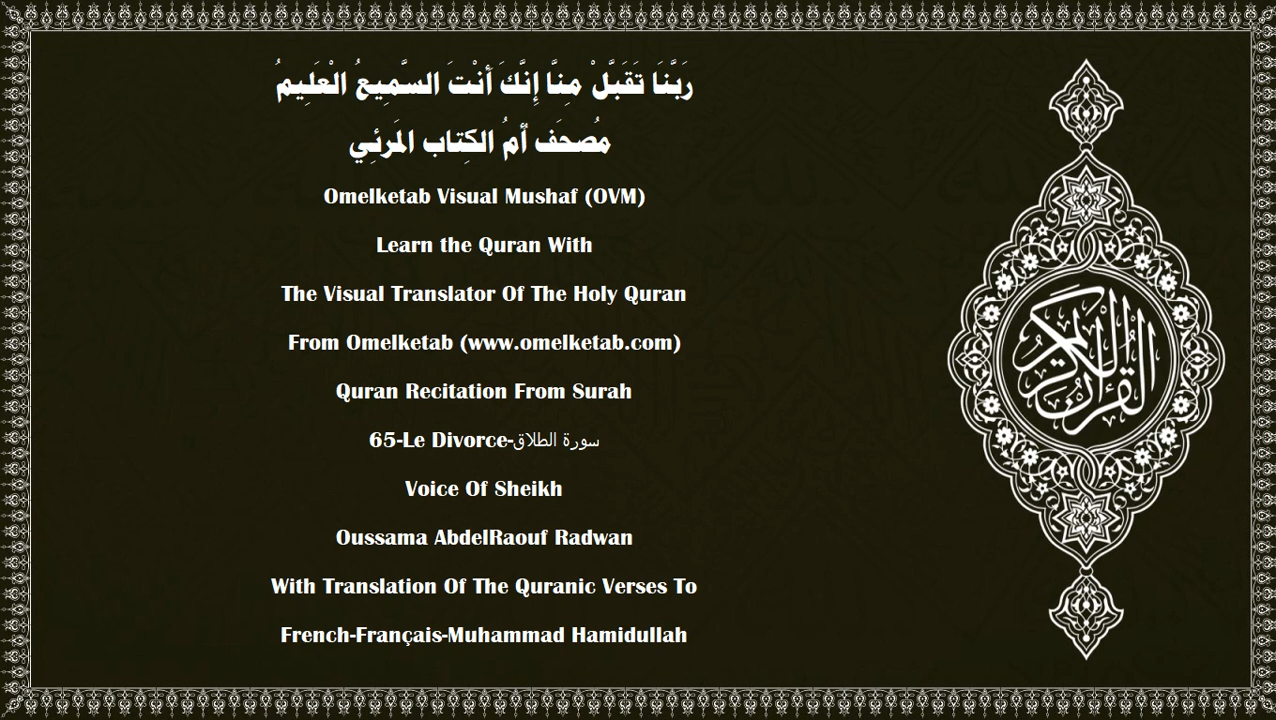 رَبَّنَا تَقَبَّلْ مِنَّا إِنَّكَ أَنْتَ السَّمِيعُ الْعَلِيمُ
مُصحَف أمُ الكِتاب المَرئِي
Omelketab Visual Mushaf (OVM)
Learn the Quran With
The Visual Translator Of The Holy Quran
From Omelketab (www.omelketab.com)
Quran Recitation From Surah
65-Le Divorce-سورة الطلاق
Voice Of Sheikh
Oussama AbdelRaouf Radwan
With Translation Of The Quranic Verses To
French-Français-Muhammad Hamidullah
القرآن الكريم